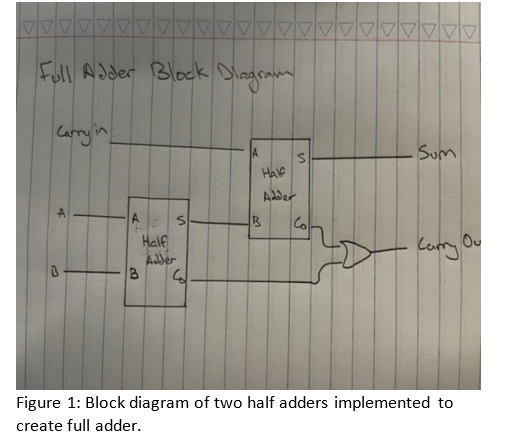 Full Adder Block Diagram
Carry in
A S
Half
Adder
B Co
Sum
A
A S
Half
Adder
B Co
B
Carry Ou
Figure 1: Block diagram of two half adders implemented to
create full adder.